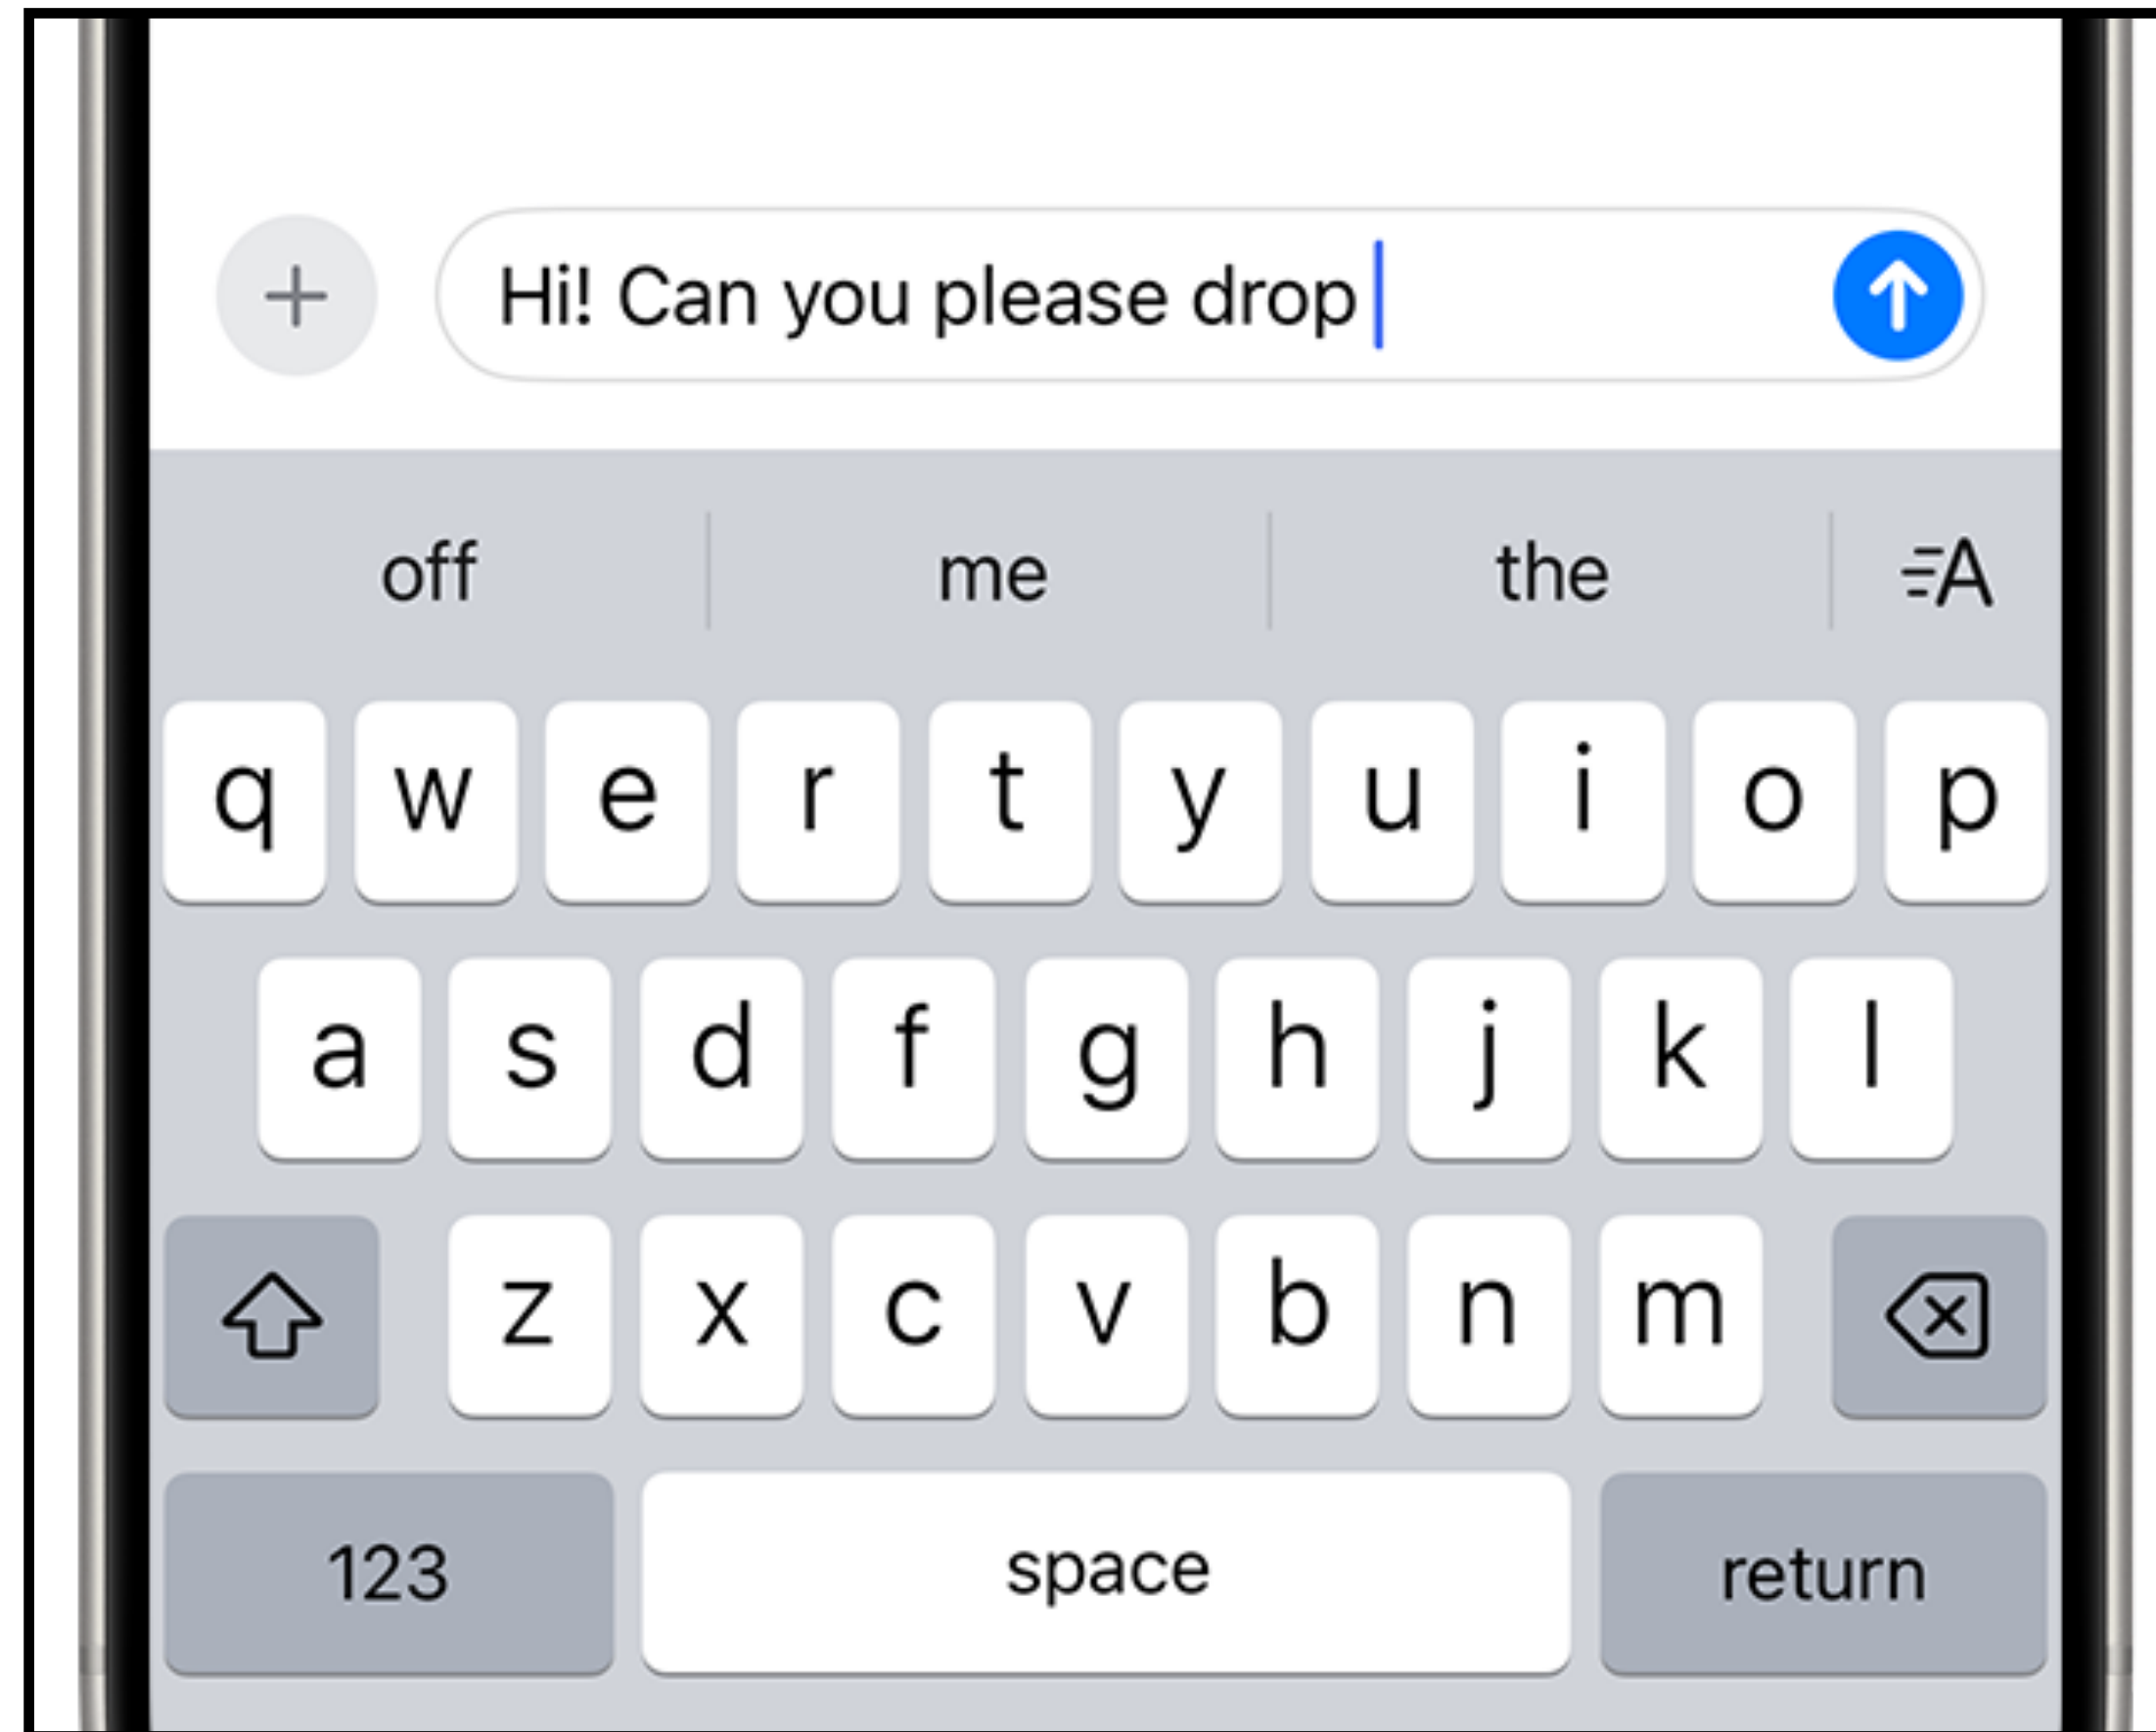 Hi! Can you please drop
off me the A
q w e r t y u i o p
a s d f g h j k l
z x c v b n m
123 space return